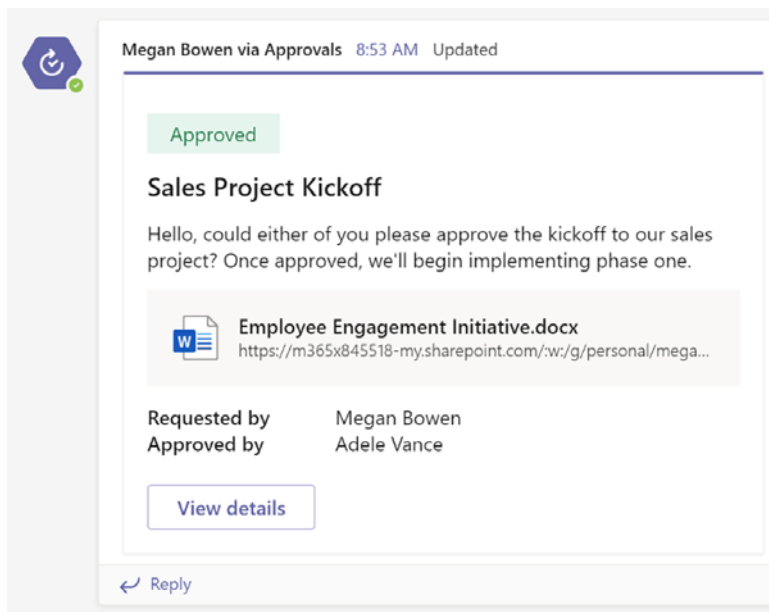 Megan Bowen via Approvals 8:53 AM Updated
Approved
Sales Project Kickoff
Hello, could either of you please approve the kickoff to our sales
project? Once approved, we'll begin implementing phase one.
W
Employee Engagement Initiative.docx
https://m365x845518-my.sharepoint.com/:w:/g/personal/mega...
Requested by Megan Bowen
Approved by Adele Vance
View details
Reply